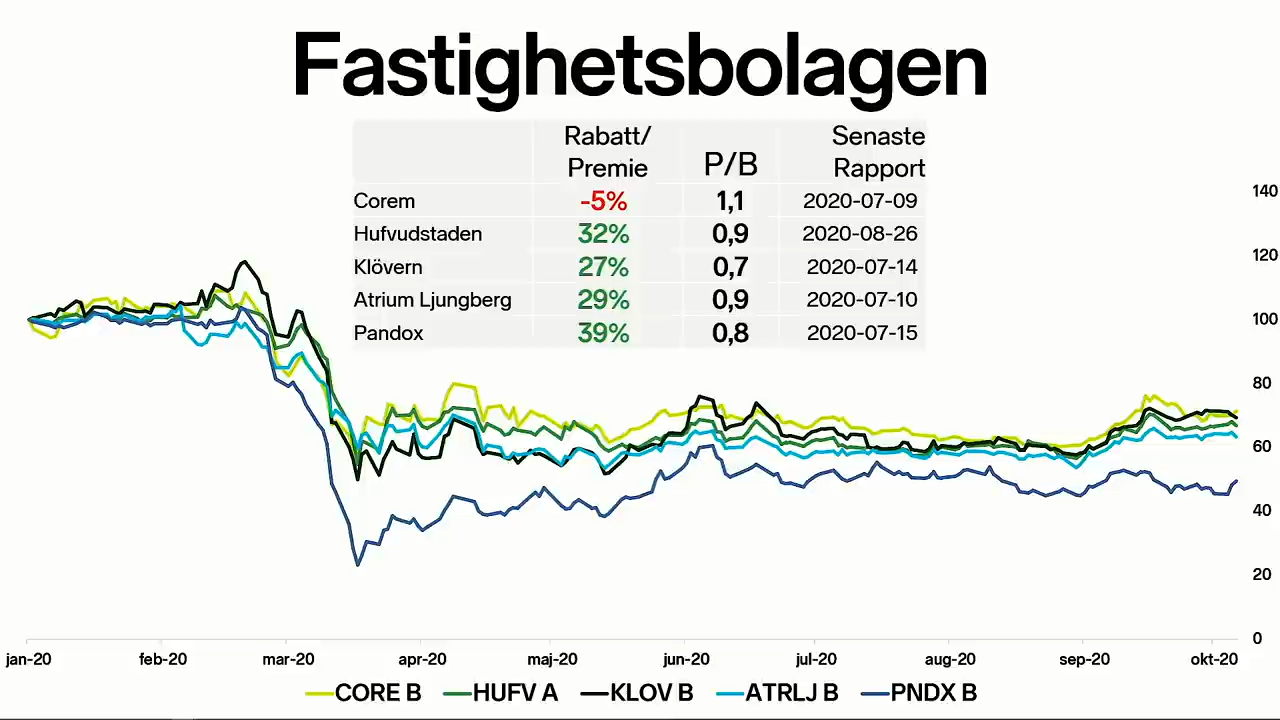 Fastighetsbolagen
Rabatt/ Senaste
Premie P/B Rapport
Corem -5% 1,1 2020-07-09
Hufvudstaden 32% 0,9 2020-08-26
Klövern 27% 0,7 2020-07-14
Atrium Ljungberg 29% 0,9 2020-07-10
Pandox 39% 0,8 2020-07-15
140
120
100
80
60
40
20
0
jan-20 feb-20 mar-20 apr-20 maj-20 jun-20 jul-20 aug-20 sep-20 okt-20
CORE B HUFV A KLOV B ATRLJ B PNDX B